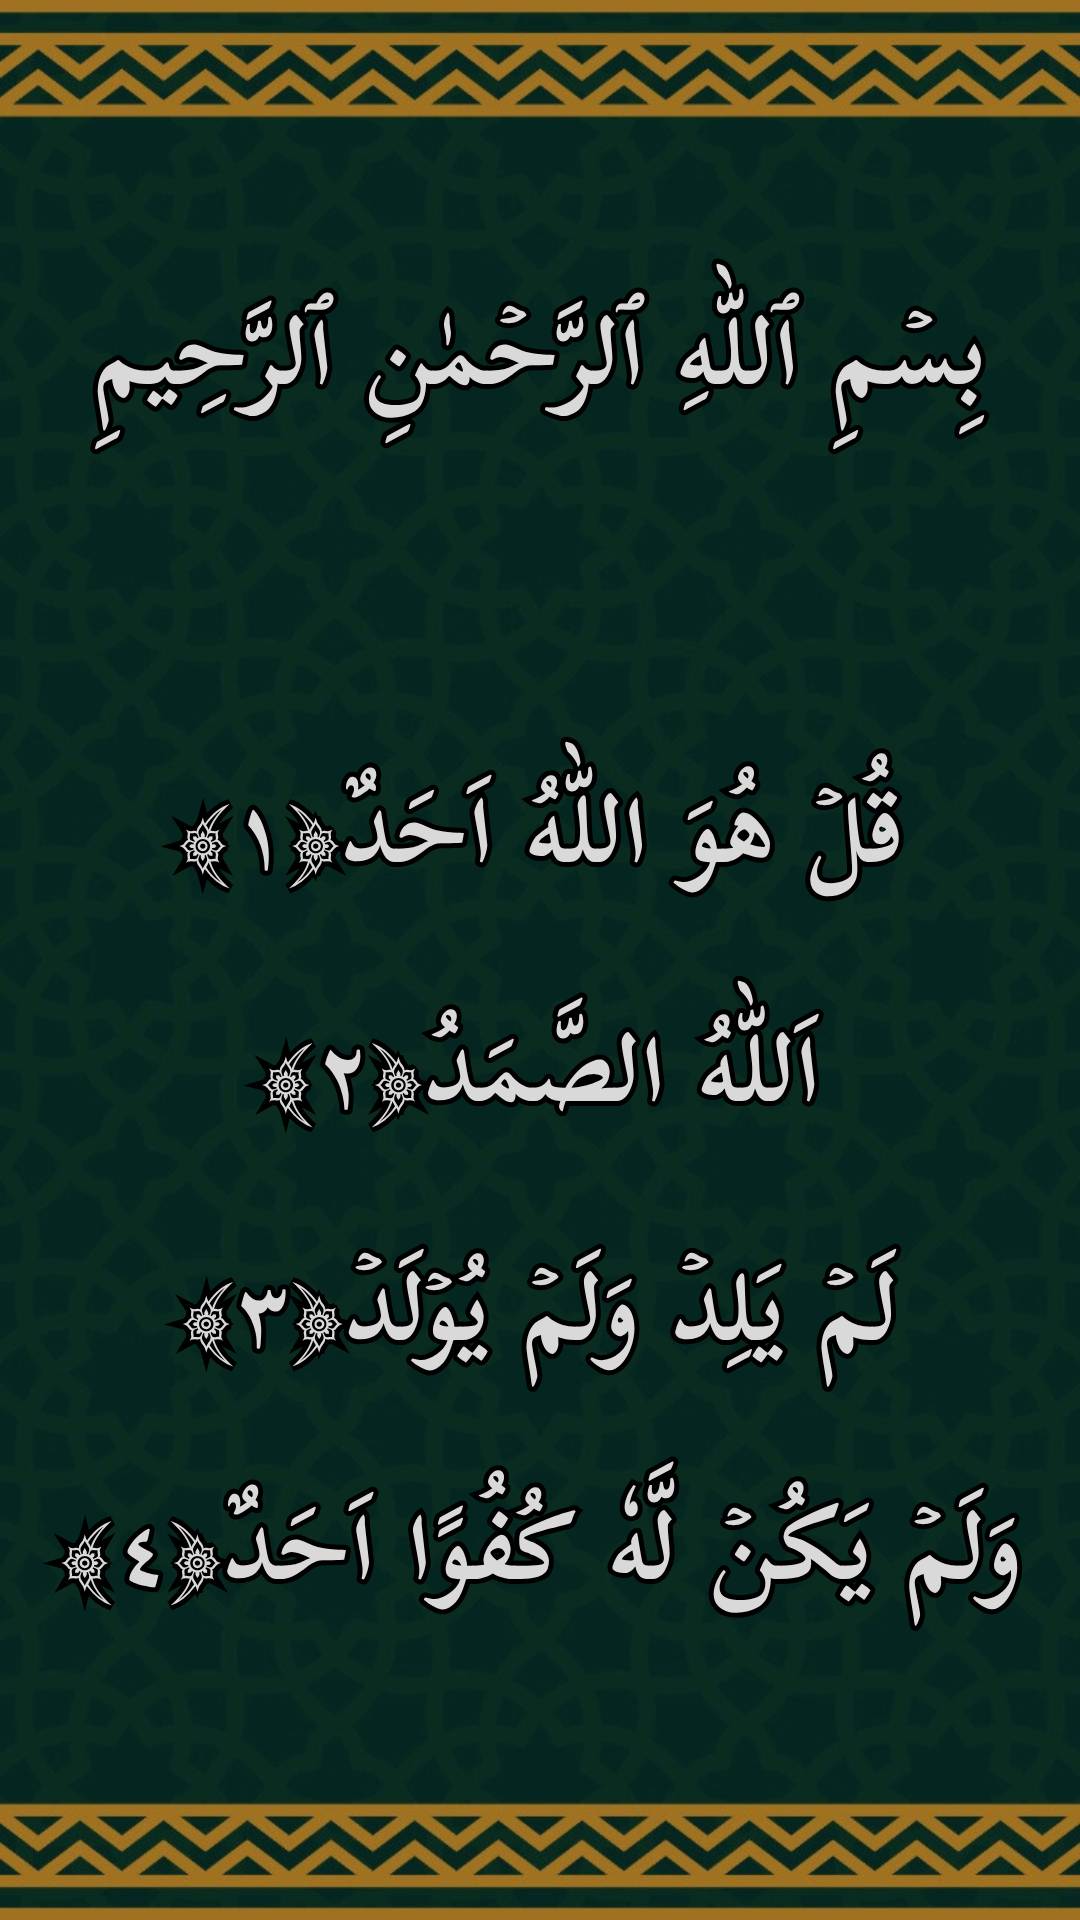 بِسۡمِ ٱللّٰهِ ٱلرَّحۡمٰنِ ٱلرَّحِيمِ
قُلۡ هُوَ اللّٰهُ اَحَدٌ﴿١﴾
اَللّٰهُ الصَّمَدُ﴿٢﴾
لَمۡ يَلِدۡ وَلَمۡ يُوۡلَدۡ﴿٣﴾
وَلَمۡ يَكُنۡ لَّهٗ كُفُوًا اَحَدٌ﴿٤﴾